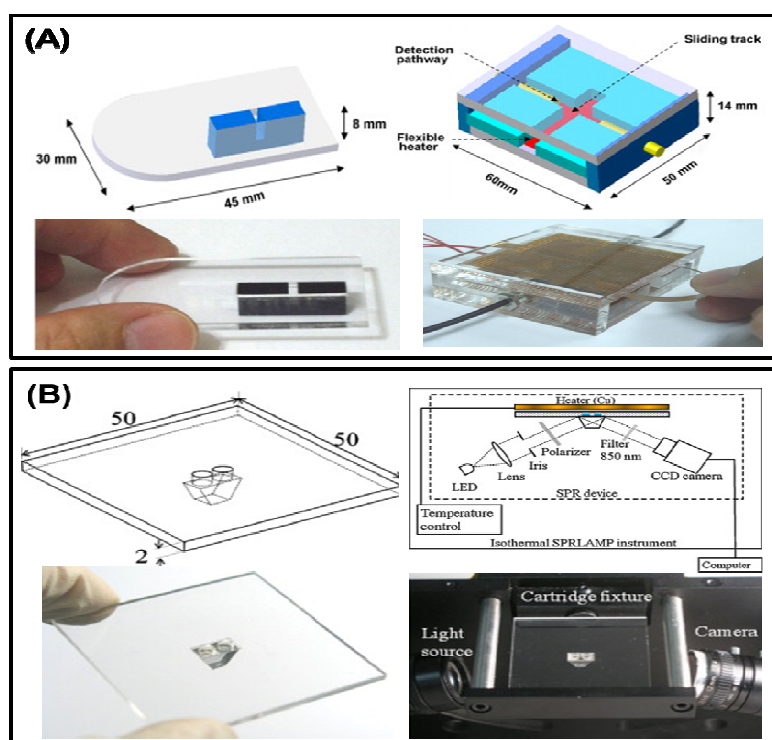 (A)
Detection
pathway
Sliding track
Flexible
heater
8 mm
30 mm
45 mm
14 mm
60mm
50 mm
(B)
50
50
2
Heater (Cu)
Polarizer
Iris
Lens
LED
Filter
850 nm
CCD camera
SPR device
Temperature
control
Isothermal SPRLAMP instrument
Computer
Cartridge fixture
Light
source
Camera